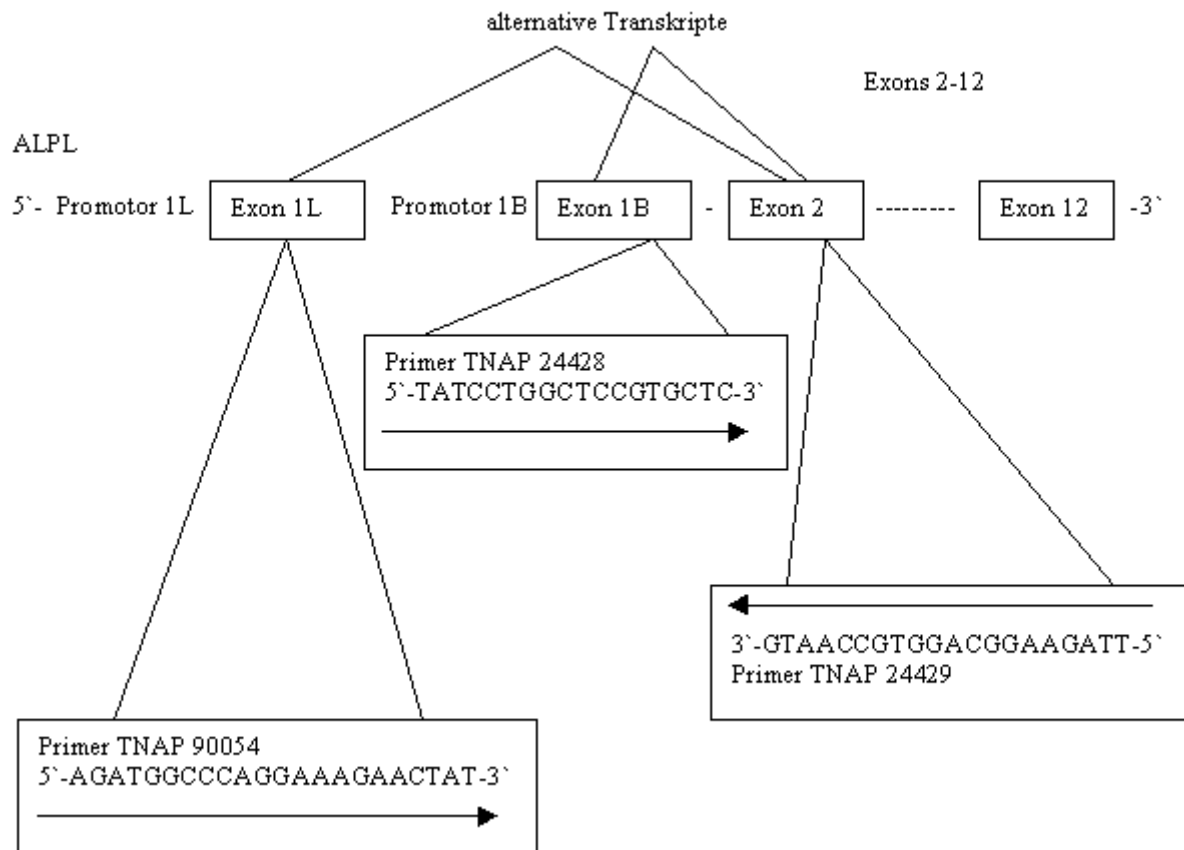 alternative Transkripte
Exons 2-12
ALPL
5`- Promotor 1L Exon 1L Promotor 1B Exon 1B - Exon 2 --------- Exon 12 -3`
Primer TNAP 24428
5`-TATCCTGGCTCCGTGCTC-3`
3`-GTAACCGTGGACGGAAGATT-5`
Primer TNAP 24429
Primer TNAP 90054
5`-AGATGGCCCAGGAAAGAACTAT-3`